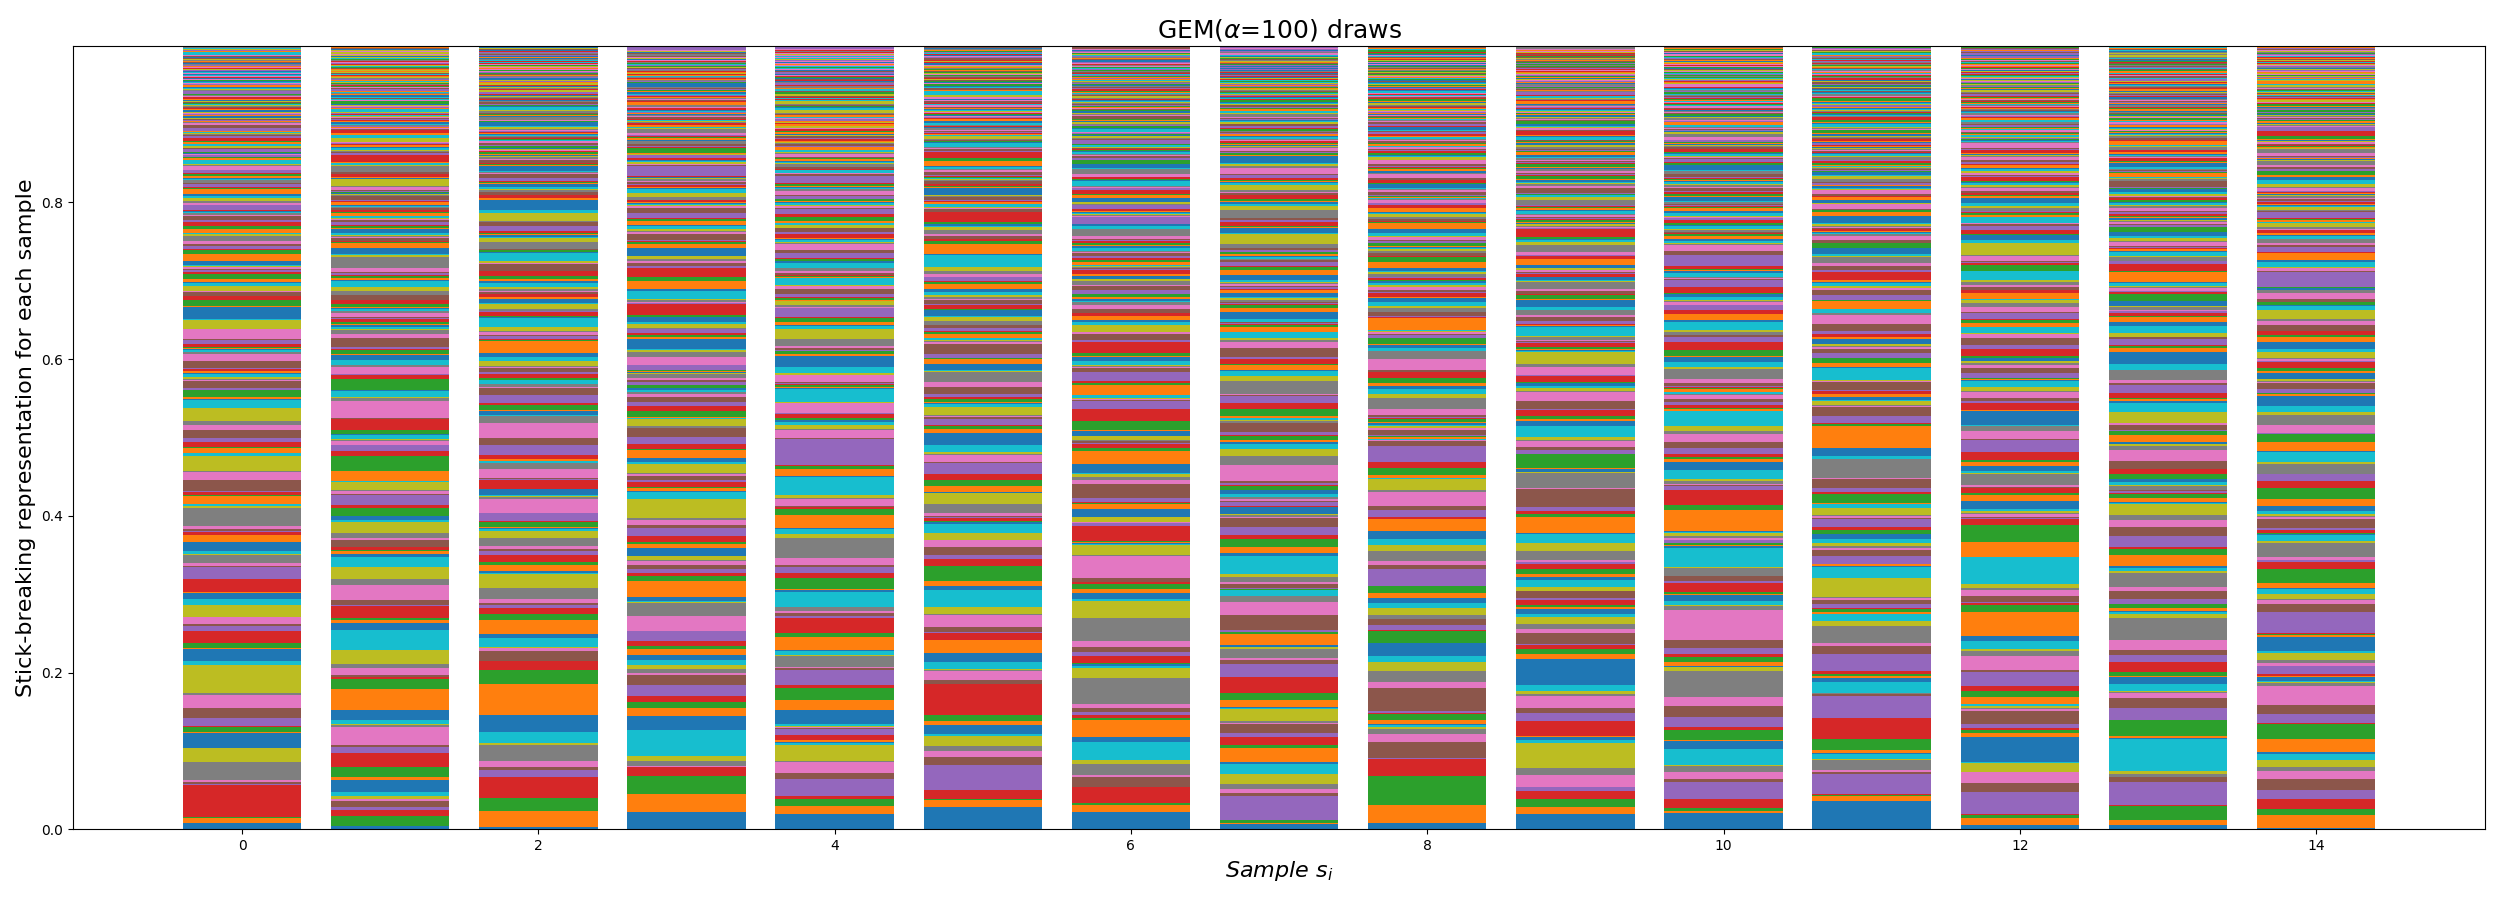 GEM(α=100) draws
Stick-breaking representation for each sample
0.8
0.6
0.4
0.2
0.0
0 2 4 6 8 10 12 14
Sample s_i